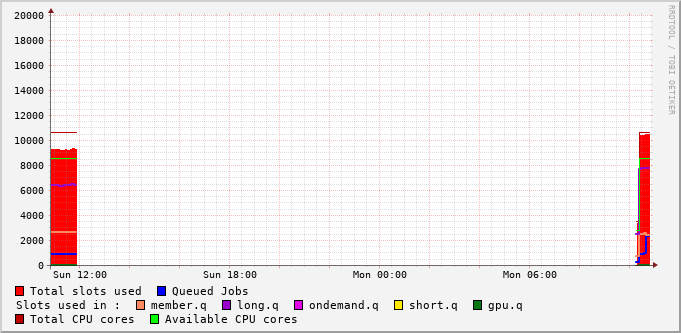 RRDTOOL / TOBI OETIKER
20000
18000
16000
14000
12000
10000
8000
6000
4000
2000
0
Sun 12:00 Sun 18:00 Mon 00:00 Mon 06:00
Total slots used Queued Jobs
Slots used in : member.q long.q ondemand.q short.q gpu.q
Total CPU cores Available CPU cores